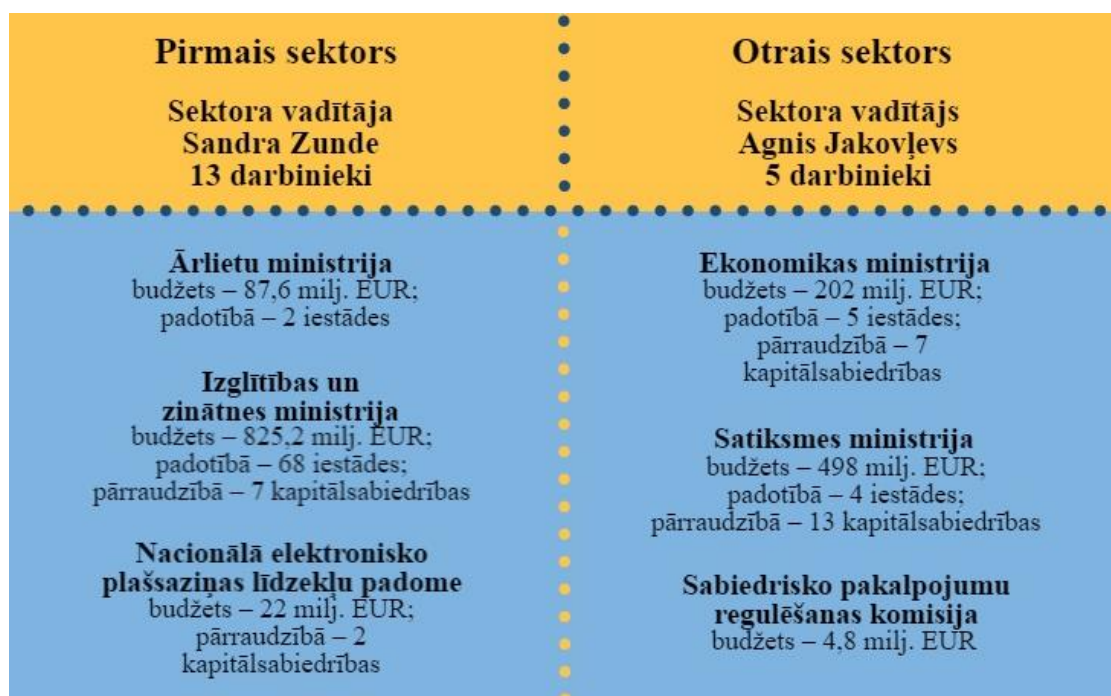 Pirmais sektors
Sektora vadītāja
Sandra Zunde
13 darbinieki
Ārlietu ministrija
budžets – 87,6 milj. EUR;
padotībā – 2 iestādes
Izglītības un
zinātnes ministrija
budžets – 825,2 milj. EUR;
padotībā – 68 iestādes;
pārraudzībā – 7 kapitālsabiedrības
Nacionālā elektronisko
plašsaziņas līdzekļu padome
budžets – 22 milj. EUR;
pārraudzībā – 2
kapitālsabiedrības
Otrais sektors
Sektora vadītājs
Agnis Jakovļevs
5 darbinieki
Ekonomikas ministrija
budžets – 202 milj. EUR;
padotībā – 5 iestādes;
pārraudzībā – 7
kapitālsabiedrības
Satiksmes ministrija
budžets – 498 milj. EUR;
padotībā – 4 iestādes;
pārraudzībā – 13 kapitālsabiedrības
Sabiedrisko pakalpojumu
regulēšanas komisija
budžets – 4,8 milj. EUR